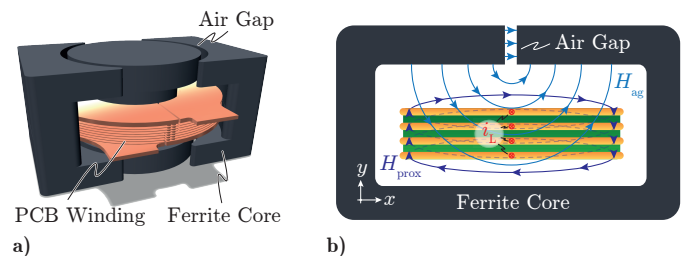 Air Gap
PCB Winding
Ferrite Core
a)
Air Gap
H_ag
i_L
H_prox
y
x
Ferrite Core
b)